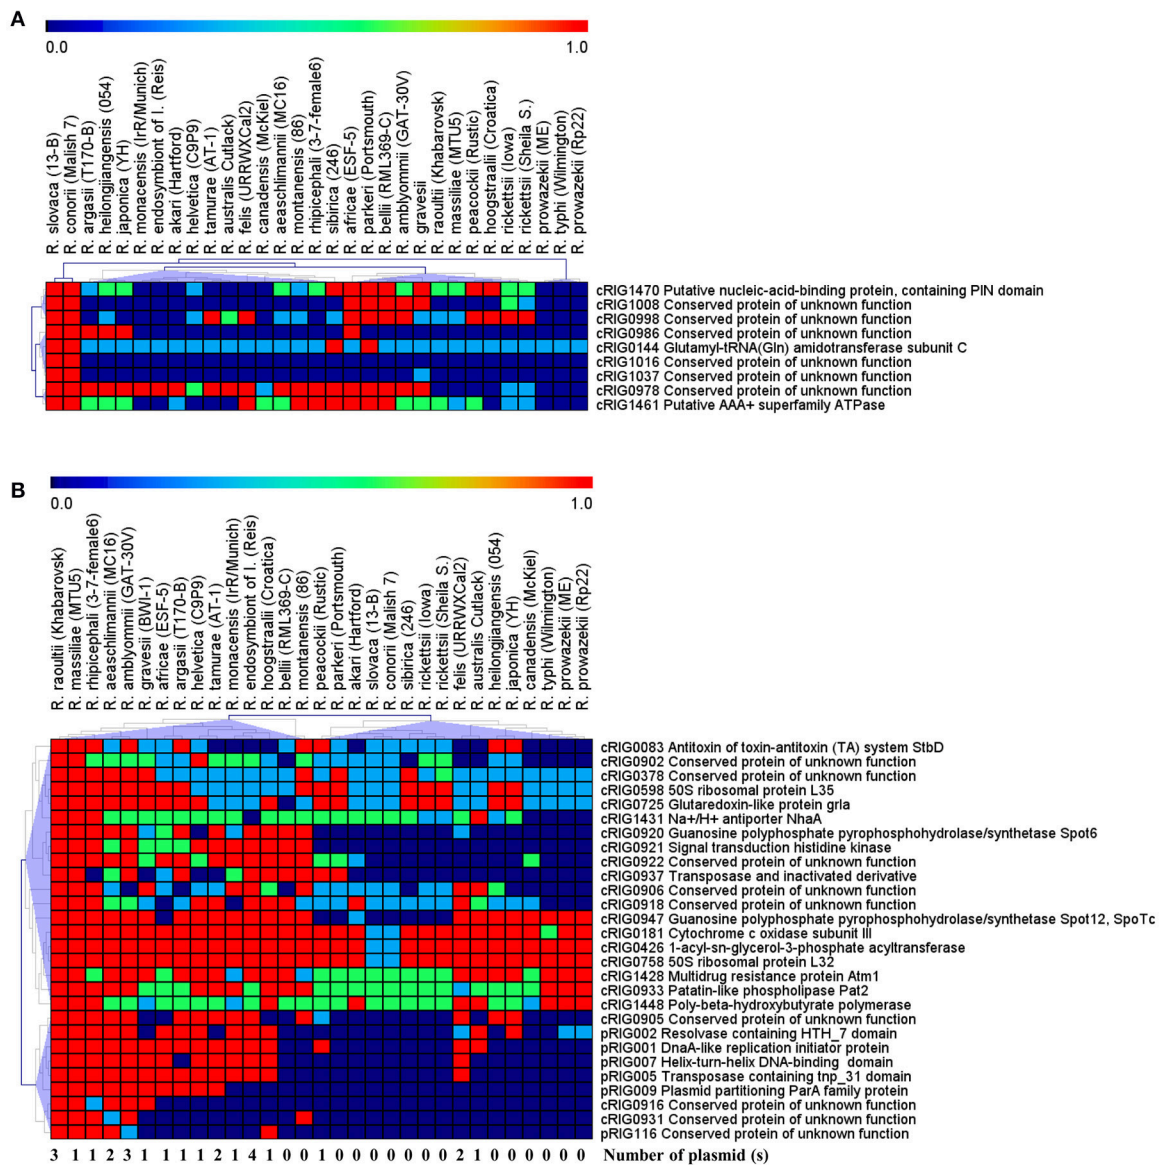 A
0.0 1.0
R. slovaca (13-B)
R. conorii (Malish 7)
R. argasii (T170-B)
R. heilongjiangensis (054)
R. japonica (YH)
R. monacensis (IrR/Munich)
R. endosymbiont of I. (Reis)
R. akari (Hartford)
R. helvetica (C9P9)
R. tamurae (AT-1)
R. australis Cutlack)
R. felis (URRWXCal2)
R. canadensis (McKiel)
R. aeaschlimannii (MC16)
R. montanensis (86)
R. rhipicephali (3-7-female6)
R. sibirica (246)
R. africae (ESF-5)
R. parkeri (Portsmouth)
R. bellii (RML369-C)
R. amblyommii (GAT-30V)
R. gravesii
R. raoultii (Khabarovsk)
R. massiliae (MTU5)
R. peacockii (Rustic)
R. hoogstraalii (Croatica)
R. rickettsii (Iowa)
R. rickettsii (Sheila S.)
R. prowazekii (ME)
R. typhi (Wilmington)
R. prowazekii (Rp22)
cRIG1470 Putative nucleic-acid-binding protein, containing PIN domain
cRIG1008 Conserved protein of unknown function
cRIG0998 Conserved protein of unknown function
cRIG0986 Conserved protein of unknown function
cRIG0144 Glutamyl-tRNA(Gln) amidotransferase subunit C
cRIG1016 Conserved protein of unknown function
cRIG1037 Conserved protein of unknown function
cRIG0978 Conserved protein of unknown function
cRIG1461 Putative AAA+ superfamily ATPase
B
0.0 1.0
R. raoultii (Khabarovsk)
R. massiliae (MTU5)
R. rhipicephali (3-7-female6)
R. aeaschlimannii (MC16)
R. amblyommii (GAT-30V)
R. gravesii (BWI-1)
R. africae (ESF-5)
R. argasii (T170-B)
R. helvetica (C9P9)
R. tamurae (AT-1)
R. monacensis (IrR/Munich)
R. endosymbiont of I. (Reis)
R. hoogstraalii (Croatica)
R. bellii (RML369-C)
R. montanensis (86)
R. peacockii (Rustic)
R. parkeri (Portsmouth)
R. akari (Hartford)
R. slovaca (13-B)
R. conorii (Malish 7)
R. sibirica (246)
R. rickettsii (Iowa)
R. rickettsii (Sheila S.)
R. felis (URRWXCal2)
R. australis Cutlack)
R. heilongjiangensis (054)
R. japonica (YH)
R. canadensis (McKiel)
R. typhi (Wilmington)
R. prowazekii (ME)
R. prowazekii (Rp22)
cRIG0083 Antitoxin of toxin-antitoxin (TA) system StbD
cRIG0902 Conserved protein of unknown function
cRIG0378 Conserved protein of unknown function
cRIG0598 50S ribosomal protein L35
cRIG0725 Glutaredoxin-like protein grla
cRIG1431 Na+/H+ antiporter NhaA
cRIG0920 Guanosine polyphosphate pyrophosphohydrolase/synthetase Spot6
cRIG0921 Signal transduction histidine kinase
cRIG0922 Conserved protein of unknown function
cRIG0937 Transposase and inactivated derivative
cRIG0906 Conserved protein of unknown function
cRIG0918 Conserved protein of unknown function
cRIG0947 Guanosine polyphosphate pyrophosphohydrolase/synthetase Spot12, SpoTc
cRIG0181 Cytochrome c oxidase subunit III
cRIG0426 1-acyl-sn-glycerol-3-phosphate acyltransferase
cRIG0758 50S ribosomal protein L32
cRIG1428 Multidrug resistance protein Atm1
cRIG0933 Patatin-like phospholipase Pat2
cRIG1448 Poly-beta-hydroxybutyrate polymerase
cRIG0905 Conserved protein of unknown function
pRIG002 Resolvase containing HTH_7 domain
pRIG001 DnaA-like replication initiator protein
pRIG007 Helix-turn-helix DNA-binding domain
pRIG005 Transposase containing tnp_31 domain
pRIG009 Plasmid partitioning ParA family protein
cRIG0916 Conserved protein of unknown function
cRIG0931 Conserved protein of unknown function
pRIG116 Conserved protein of unknown function
3 1 1 2 3 1 1 1 1 2 1 4 1 0 0 1 0 0 0 0 0 0 0 2 1 0 0 0 0 0 0 Number of plasmid (s)